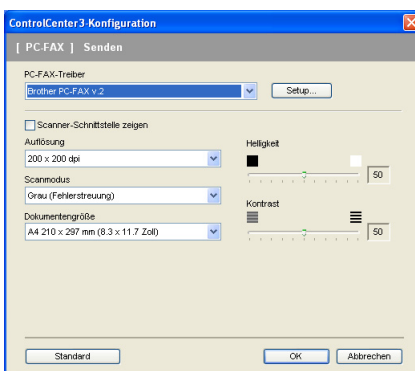 ControlCenter3-Konfiguration
[ PC-FAX ] Senden
PC-FAX-Treiber
Brother PC-FAX v.2
Setup...
Scanner-Schnittstelle zeigen
Auflösung
200 x 200 dpi
Scanmodus
Grau (Fehlerstreuung)
Dokumentengröße
A4 210 x 297 mm (8.3 x 11.7 Zoll)
Helligkeit
50
Kontrast
50
Standard
OK
Abbrechen